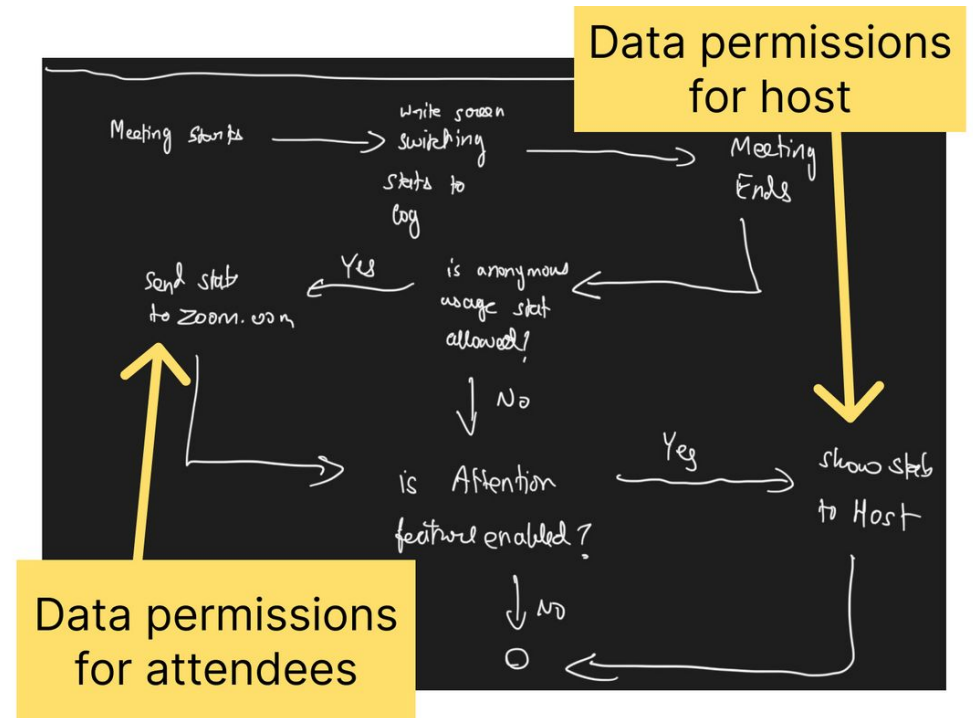 Data permissions
for host
Meeting starts
write screen
switching
stats to
log
Meeting
Ends
Send stats
to Zoom.com
Yes
is anonymous
usage stat
allowed?
No
is Attention
feature enabled?
Yes
show stats
to Host
No
Data permissions
for attendees